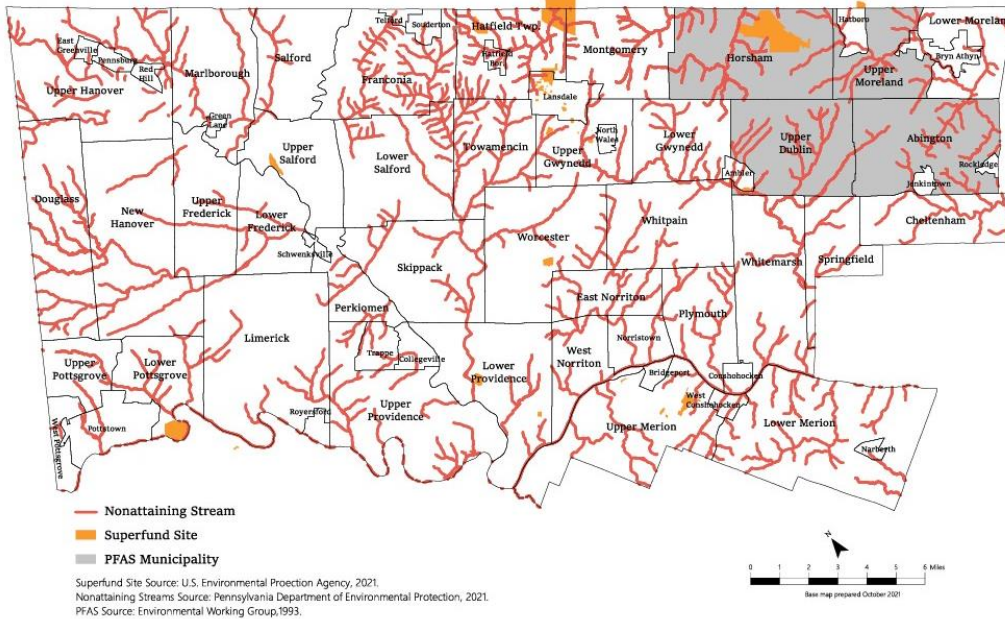 Telford
Souderton
Hatfield Twp.
Hatboro
Lower Moreland
East
Greenville
Pennsburg
Red
Hill
Upper Hanover
Marlborough
Salford
Franconia
Hatfield
Boro
Montgomery
Horsham
Bryn Athyn
Upper
Moreland
Lansdale
Green
Lane
Upper
Salford
Lower
Salford
Towamencin
Upper
Gwynedd
North
Wales
Lower
Gwynedd
Ambler
Upper
Dublin
Abington
Rockledge
Jenkintown
Douglass
New
Hanover
Upper
Frederick
Lower
Frederick
Schwenksville
Skippack
Worcester
Whitpain
Whitemarsh
Springfield
Cheltenham
Perkiomen
East Norriton
Plymouth
Limerick
Trappe
Collegeville
Lower
Providence
West
Norriton
Norristown
Bridgeport
Conshohocken
Upper
Pottsgrove
Lower
Pottsgrove
Pottstown
West Pottsgrove
Royersford
Upper
Providence
Upper Merion
West
Conshohocken
Lower Merion
Narberth
Nonattaining Stream
Superfund Site
PFAS Municipality
Superfund Site Source: U.S. Environmental Proection Agency, 2021.
Nonattaining Streams Source: Pennsylvania Department of Environmental Protection, 2021.
PFAS Source: Environmental Working Group,1993.
N
0 1 2 3 4 5 6 Miles
Base map prepared October 2021